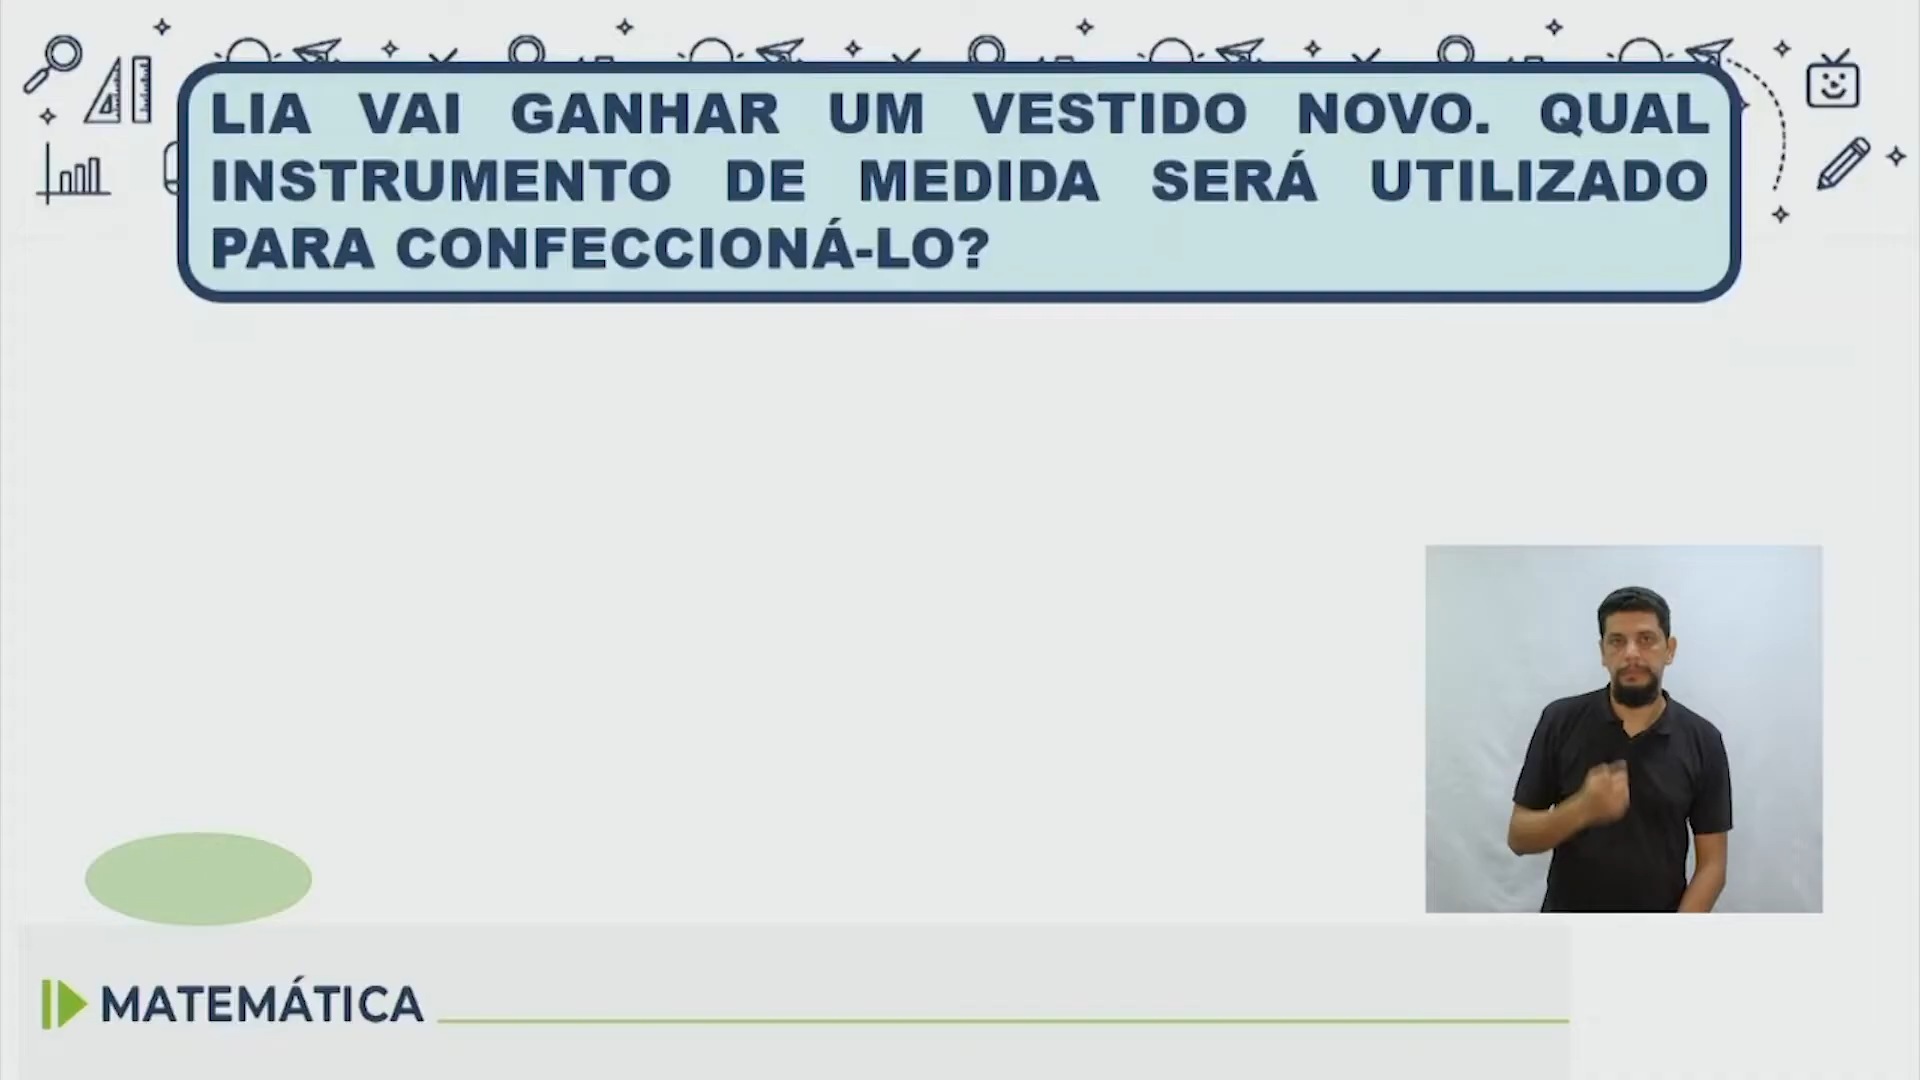 LIA VAI GANHAR UM VESTIDO NOVO. QUAL
INSTRUMENTO DE MEDIDA SERÁ UTILIZADO
PARA CONFECCIONÁ-LO?
MATEMÁTICA